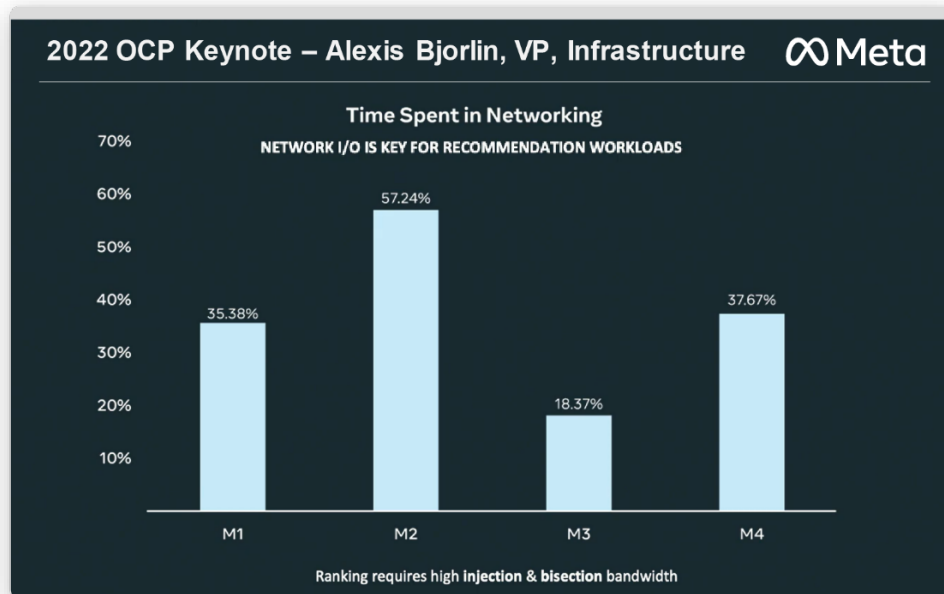 2022 OCP Keynote – Alexis Bjorlin, VP, Infrastructure
Meta
Time Spent in Networking
NETWORK I/O IS KEY FOR RECOMMENDATION WORKLOADS
70%
60%
50%
40%
30%
20%
10%
35.38%
57.24%
18.37%
37.67%
M1 M2 M3 M4
Ranking requires high injection & bisection bandwidth